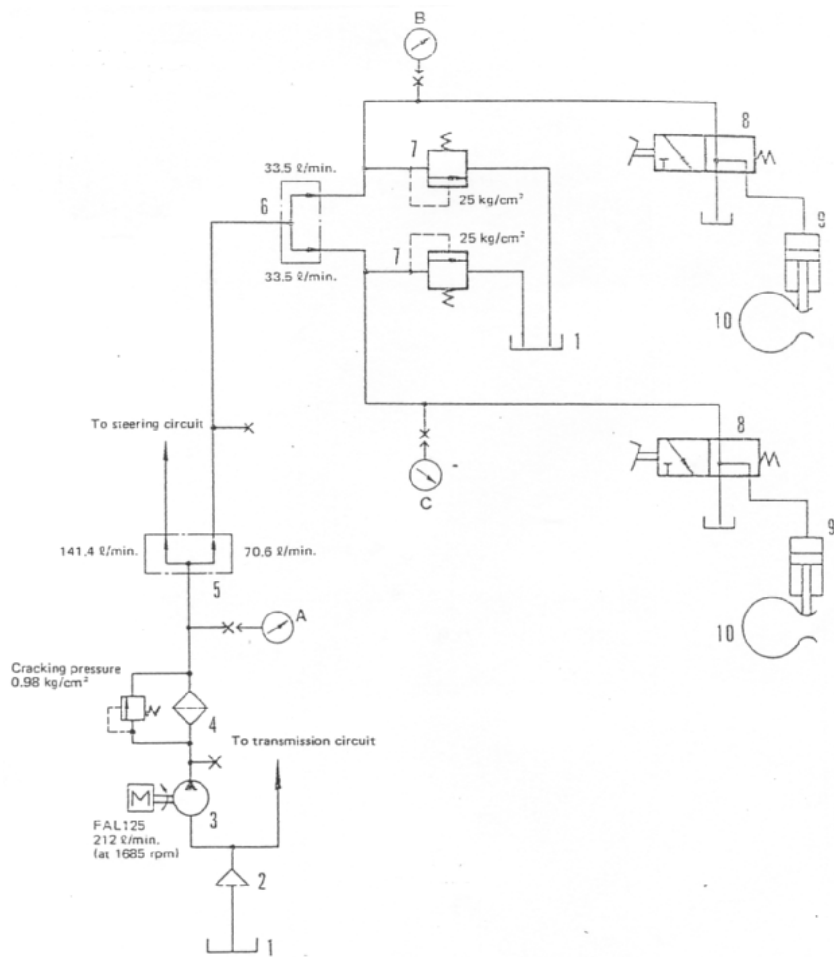 B
8
7
33.5 ℓ/min.
25 kg/cm²
6
9
25 kg/cm²
7
33.5 ℓ/min.
10
1
To steering circuit
8
C
141.4 ℓ/min.
70.6 ℓ/min.
9
5
A
10
Cracking pressure
0.98 kg/cm²
4
To transmission circuit
M
3
FAL125
212 ℓ/min.
(at 1685 rpm)
2
1